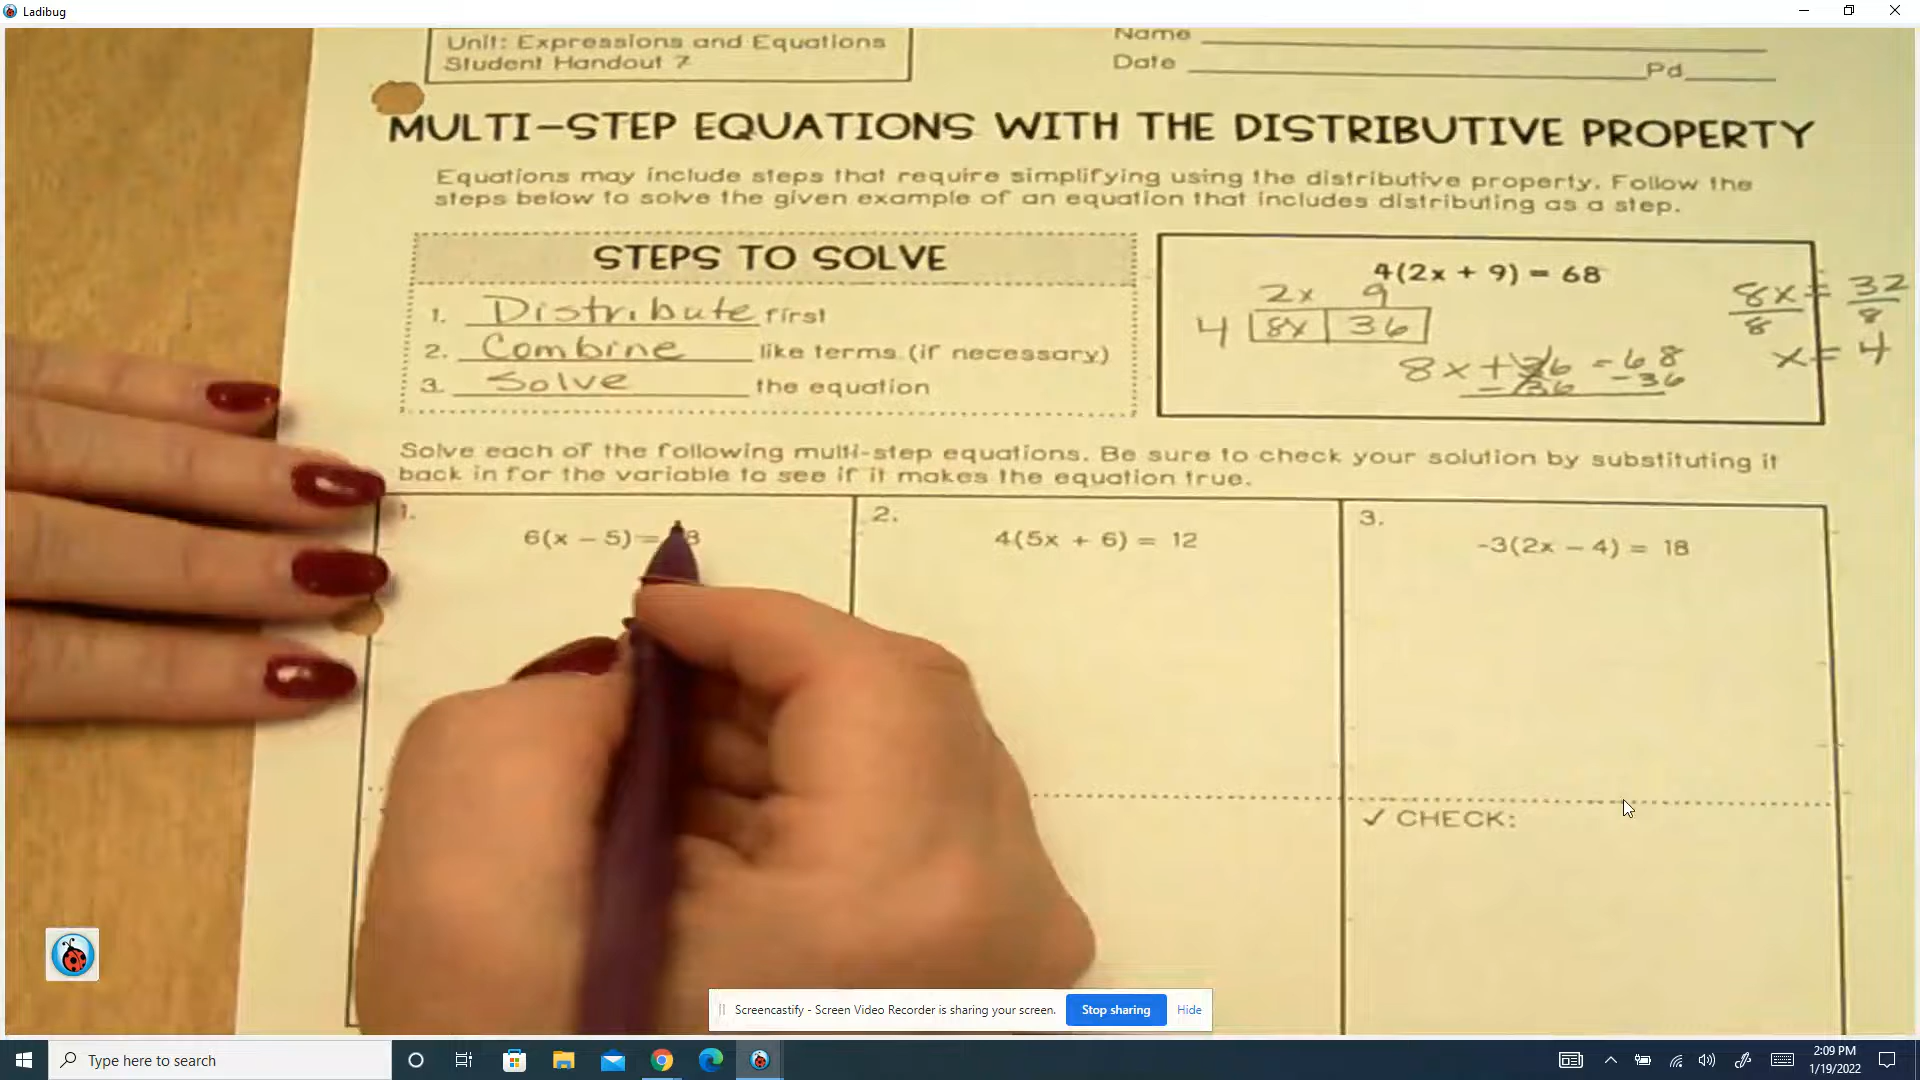 Ladibug
Unit: Expressions and Equations
Student Handout 7
Name
Date Pd
MULTI-STEP EQUATIONS WITH THE DISTRIBUTIVE PROPERTY
Equations may include steps that require simplifying using the distributive property. Follow the
steps below to solve the given example of an equation that includes distributing as a step.
STEPS TO SOLVE
1. Distribute first
2. Combine like terms (if necessary)
3. Solve the equation
4(2x + 9) = 68
2x 9
4 8x 36
8x + 36 = 68
- 36 - 36
8x = 32
8 8
x = 4
Solve each of the following multi-step equations. Be sure to check your solution by substituting it
back in for the variable to see if it makes the equation true.
1.
6(x - 5) = 8
2.
4(5x + 6) = 12
3.
-3(2x - 4) = 18
✓ CHECK:
Screencastify - Screen Video Recorder is sharing your screen.
Stop sharing
Hide
Type here to search
2:09 PM
1/19/2022